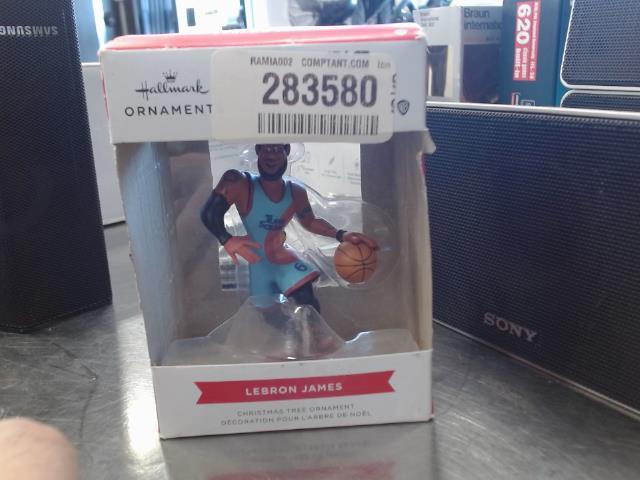 SAMSUNG
Braun
620
RAMIA002 COMPTANT.COM
283580
Hallmark
ORNAMENT
SONY
LEBRON JAMES
CHRISTMAS TREE ORNAMENT
DÉCORATION POUR L'ARBRE DE NOËL